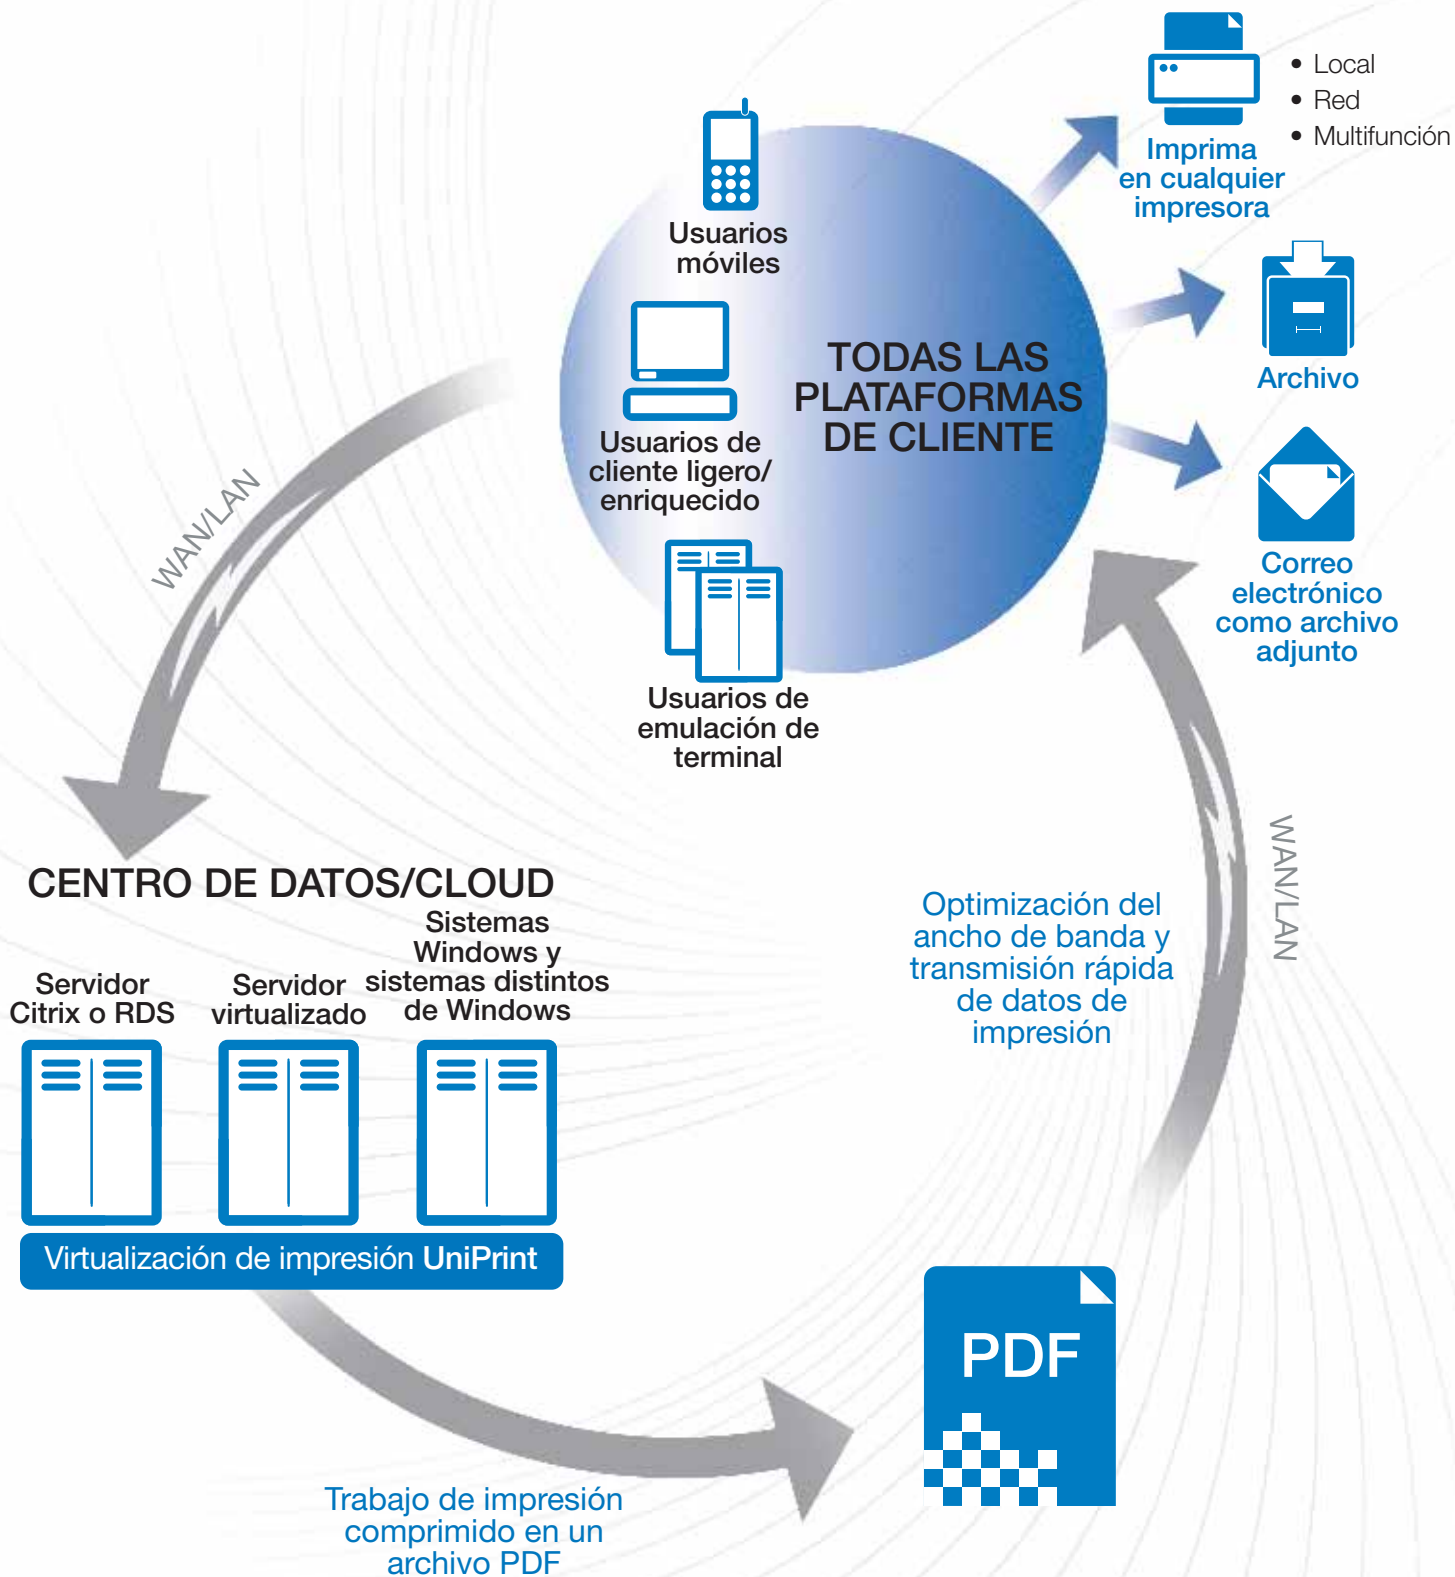 • Local
• Red
• Multifunción
Imprima
en cualquier
impresora
Usuarios
móviles
Archivo
TODAS LAS
PLATAFORMAS
DE CLIENTE
Usuarios de
cliente ligero/
enriquecido
Correo
electrónico
como archivo
adjunto
Usuarios de
emulación de
terminal
WAN/LAN
CENTRO DE DATOS/CLOUD
Servidor
Citrix o RDS
Servidor
virtualizado
Sistemas
Windows y
sistemas distintos
de Windows
Virtualización de impresión UniPrint
Optimización del
ancho de banda y
transmisión rápida
de datos de
impresión
WAN/LAN
PDF
Trabajo de impresión
comprimido en un
archivo PDF